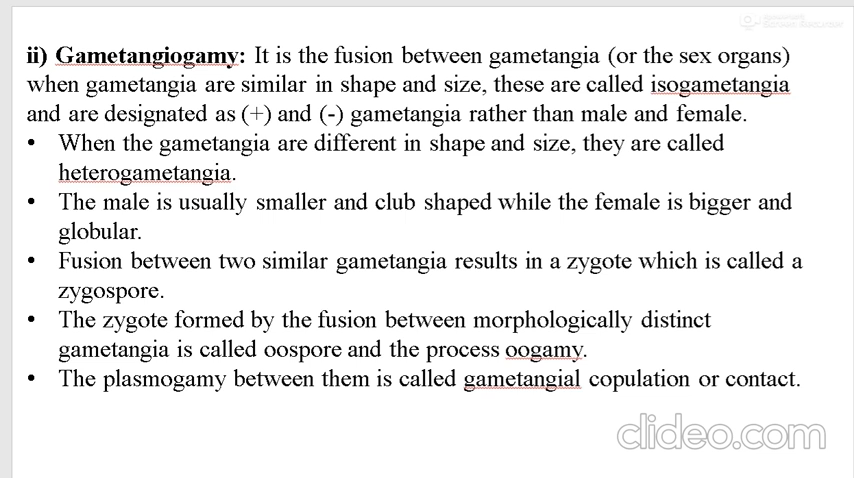 ii) Gametangiogamy: It is the fusion between gametangia (or the sex organs)
when gametangia are similar in shape and size, these are called isogametangia
and are designated as (+) and (-) gametangia rather than male and female.
• When the gametangia are different in shape and size, they are called
heterogametangia.
• The male is usually smaller and club shaped while the female is bigger and
globular.
• Fusion between two similar gametangia results in a zygote which is called a
zygospore.
• The zygote formed by the fusion between morphologically distinct
gametangia is called oospore and the process oogamy.
• The plasmogamy between them is called gametangial copulation or contact.
clideo.com